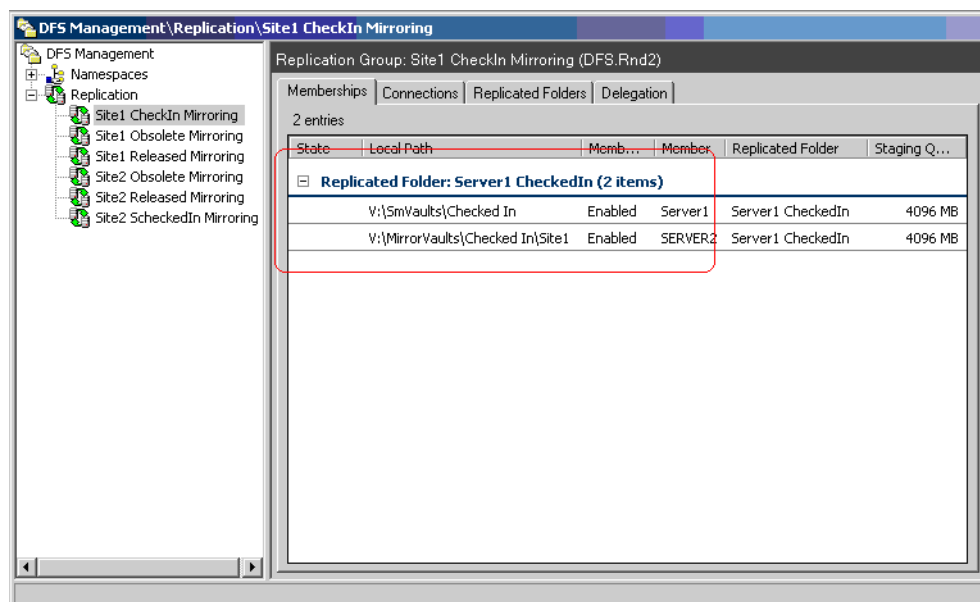 DFS Management\Replication\Site1 CheckIn Mirroring
DFS Management
Namespaces
Replication
Site1 CheckIn Mirroring
Site1 Obsolete Mirroring
Site1 Released Mirroring
Site2 Obsolete Mirroring
Site2 Released Mirroring
Site2 ScheckedIn Mirroring
Replication Group: Site1 CheckIn Mirroring (DFS.Rnd2)
Memberships Connections Replicated Folders Delegation
2 entries
State Local Path Memb... Member Replicated Folder Staging Q...
Replicated Folder: Server1 CheckedIn (2 items)
V:\SmVaults\Checked In Enabled Server1 Server1 CheckedIn 4096 MB
V:\MirrorVaults\Checked In\Site1 Enabled SERVER2 Server1 CheckedIn 4096 MB